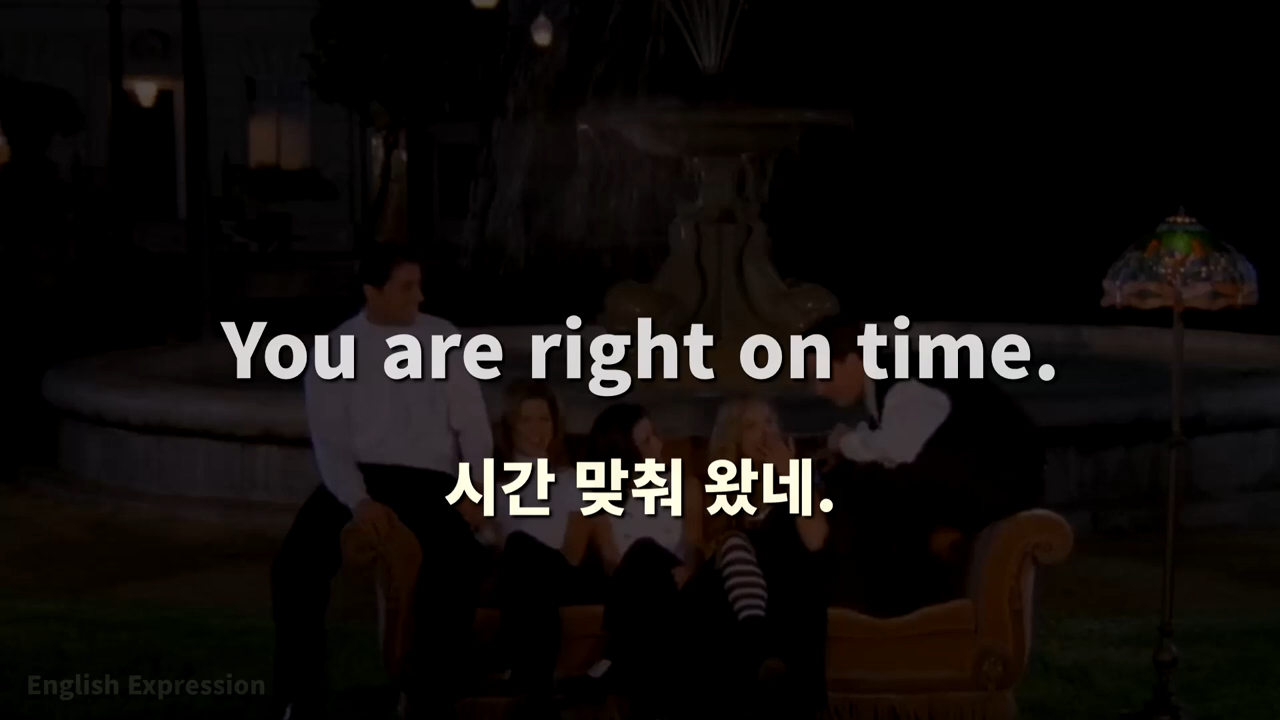 You are right on time.
시간 맞춰 왔네.
English Expression